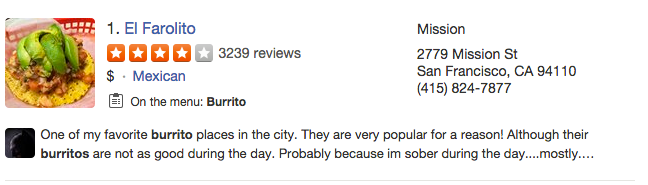 1. El Farolito
3239 reviews
$ · Mexican
On the menu: Burrito
Mission
2779 Mission St
San Francisco, CA 94110
(415) 824-7877
One of my favorite burrito places in the city. They are very popular for a reason! Although their
burritos are not as good during the day. Probably because im sober during the day....mostly....